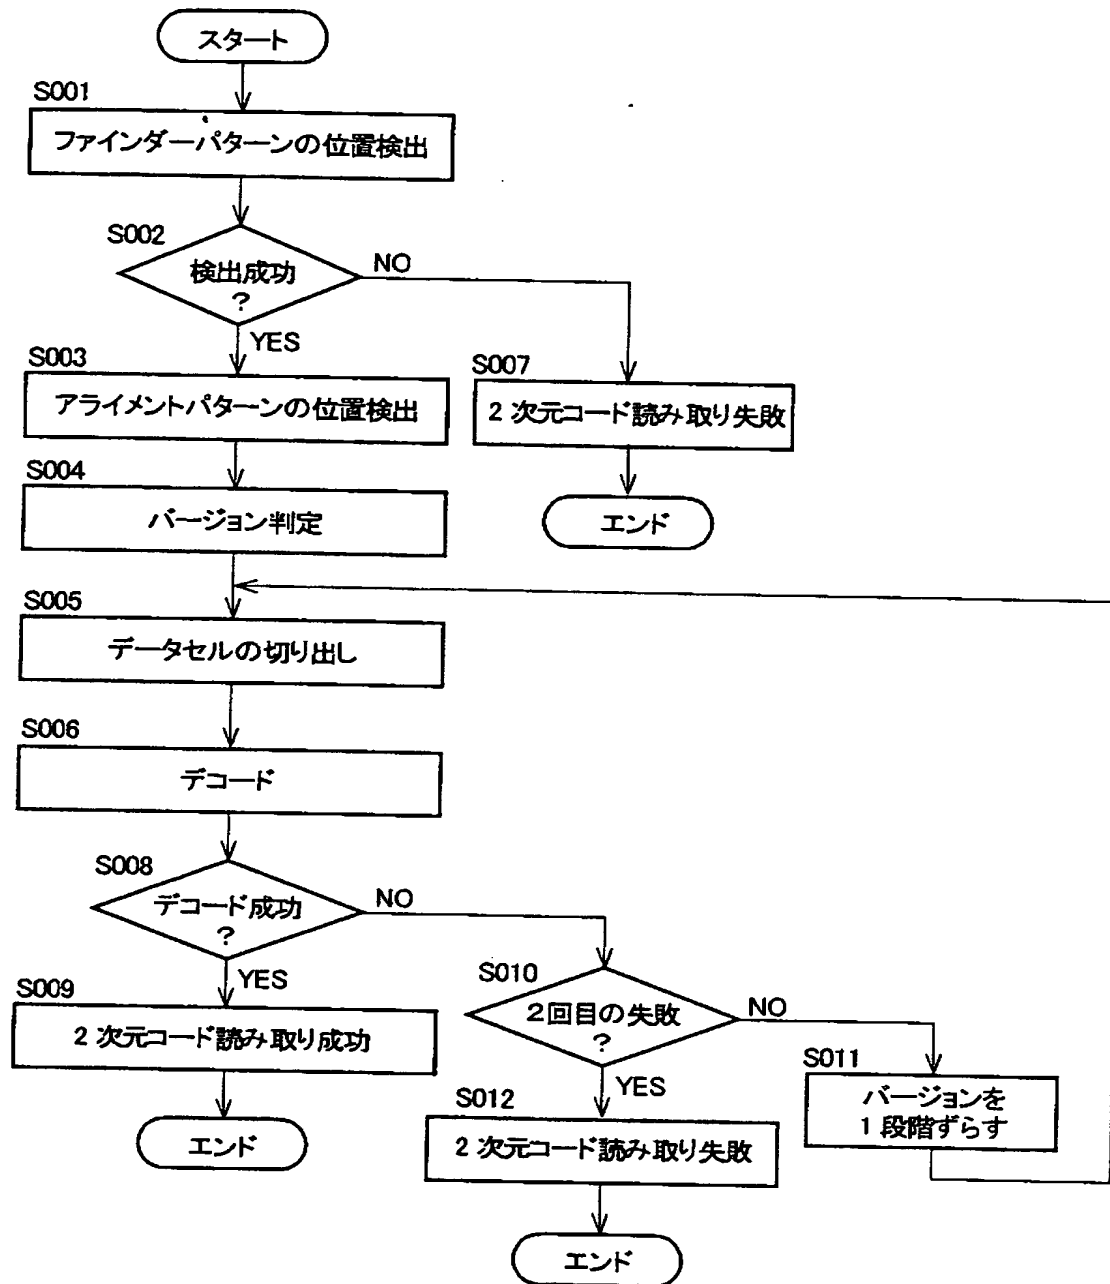 スタート
S001
ファインダーパターンの位置検出
S002
検出成功
?
NO
YES
S003
アライメントパターンの位置検出
S007
2次元コード読み取り失敗
エンド
S004
バージョン判定
S005
データセルの切り出し
S006
デコード
S008
デコード成功
?
NO
YES
S009
2次元コード読み取り成功
エンド
S010
2回目の失敗
?
NO
YES
S011
バージョンを
1段階ずらす
S012
2次元コード読み取り失敗
エンド